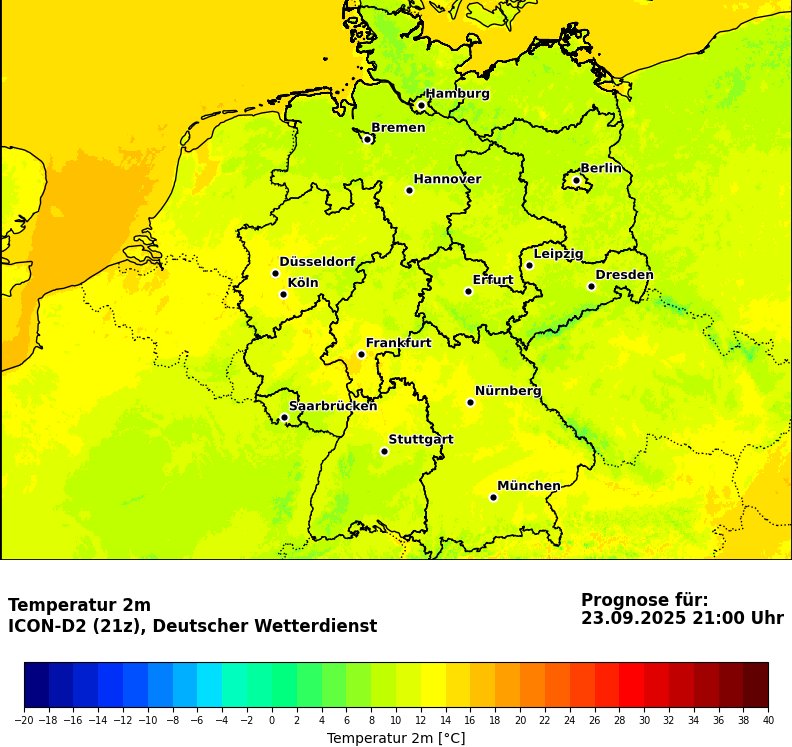 Hamburg
Bremen
Berlin
Hannover
Düsseldorf
Leipzig
Köln
Erfurt
Dresden
Frankfurt
Nürnberg
Saarbrücken
Stuttgart
München
Temperatur 2m
ICON-D2 (21z), Deutscher Wetterdienst
Prognose für:
23.09.2025 21:00 Uhr
−20 −18 −16 −14 −12 −10 −8 −6 −4 −2 0 2 4 6 8 10 12 14 16 18 20 22 24 26 28 30 32 34 36 38 40
Temperatur 2m [°C]